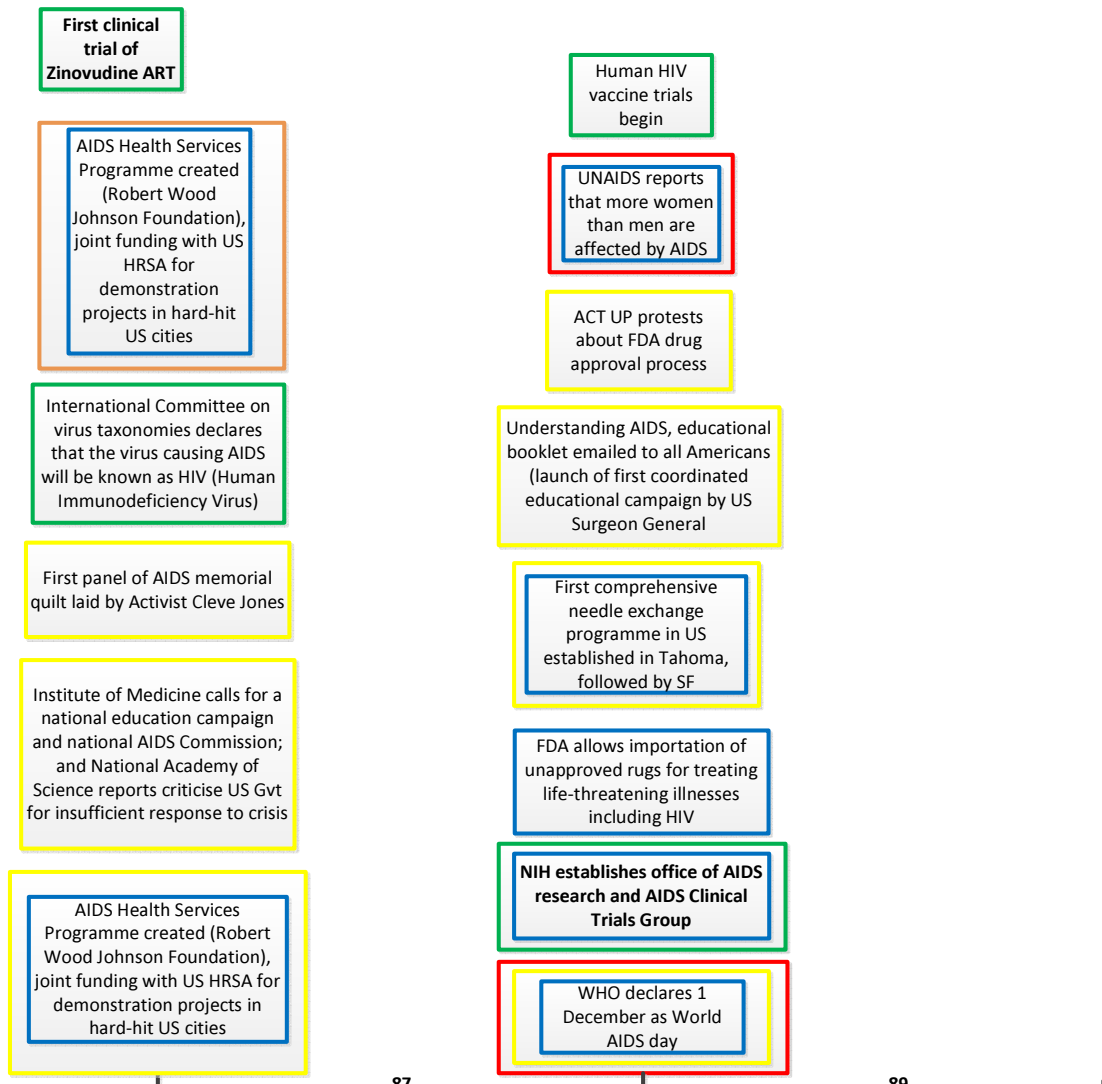 First clinical
trial of
Zinovudine ART
AIDS Health Services
Programme created
(Robert Wood
Johnson Foundation),
joint funding with US
HRSA for
demonstration
projects in hard-hit
US cities
International Committee on
virus taxonomies declares
that the virus causing AIDS
will be known as HIV (Human
Immunodeficiency Virus)
First panel of AIDS memorial
quilt laid by Activist Cleve Jones
Institute of Medicine calls for a
national education campaign
and national AIDS Commission;
and National Academy of
Science reports criticise US Gvt
for insufficient response to crisis
AIDS Health Services
Programme created (Robert
Wood Johnson Foundation),
joint funding with US HRSA for
demonstration projects in
hard-hit US cities
Human HIV
vaccine trials
begin
UNAIDS reports
that more women
than men are
affected by AIDS
ACT UP protests
about FDA drug
approval process
Understanding AIDS, educational
booklet emailed to all Americans
(launch of first coordinated
educational campaign by US
Surgeon General
First comprehensive
needle exchange
programme in US
established in Tahoma,
followed by SF
FDA allows importation of
unapproved rugs for treating
life-threatening illnesses
including HIV
NIH establishes office of AIDS
research and AIDS Clinical
Trials Group
WHO declares 1
December as World
AIDS day
87
89